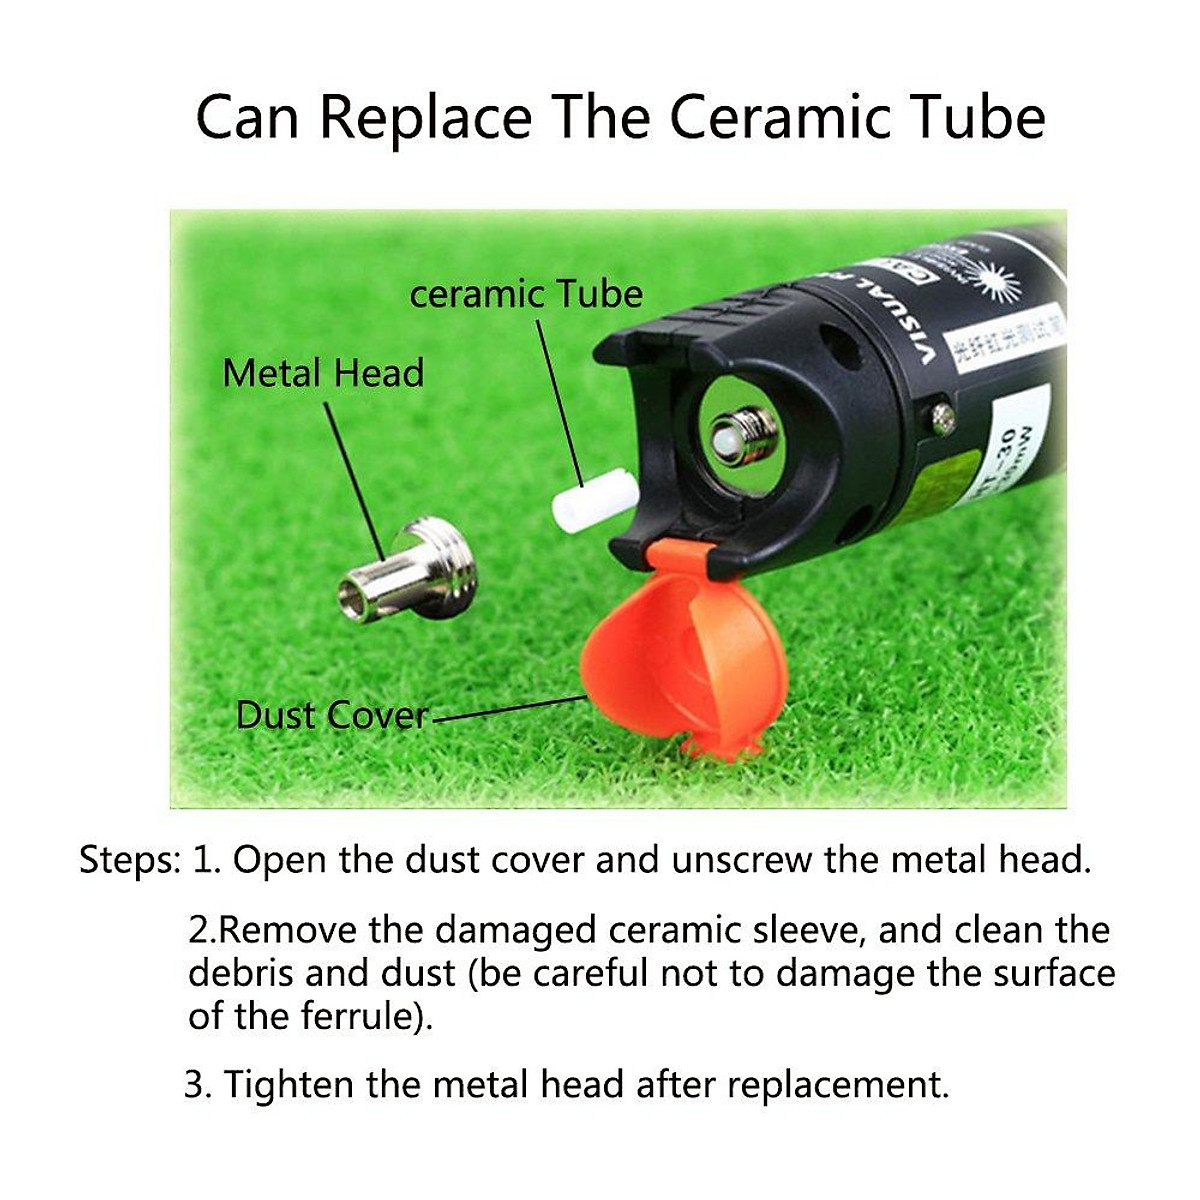 Can Replace The Ceramic Tube
ceramic Tube
Metal Head
Dust Cover
VISUAL
光纤红光测试笔
30mW
Steps: 1. Open the dust cover and unscrew the metal head.
2.Remove the damaged ceramic sleeve, and clean the
debris and dust (be careful not to damage the surface
of the ferrule).
3. Tighten the metal head after replacement.